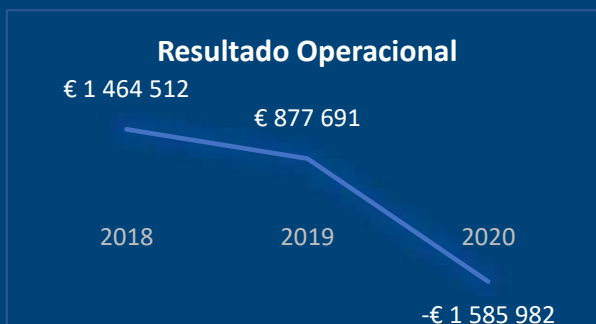 Resultado Operacional
€ 1 464 512
€ 877 691
2018 2019 2020
-€ 1 585 982